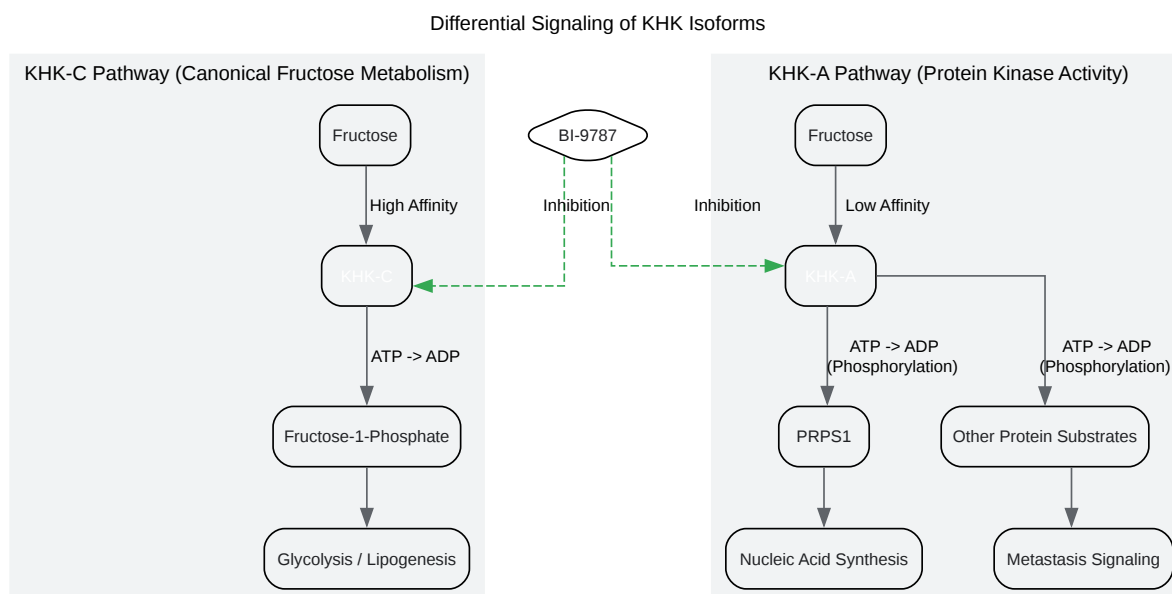 Differential Signaling of KHK Isoforms
KHK-C Pathway (Canonical Fructose Metabolism)
KHK-A Pathway (Protein Kinase Activity)
Fructose
BI-9787
Fructose
High Affinity
Inhibition
Inhibition
Low Affinity
KHK-C
KHK-A
ATP -> ADP
ATP -> ADP
(Phosphorylation)
ATP -> ADP
(Phosphorylation)
Fructose-1-Phosphate
PRPS1
Other Protein Substrates
Glycolysis / Lipogenesis
Nucleic Acid Synthesis
Metastasis Signaling